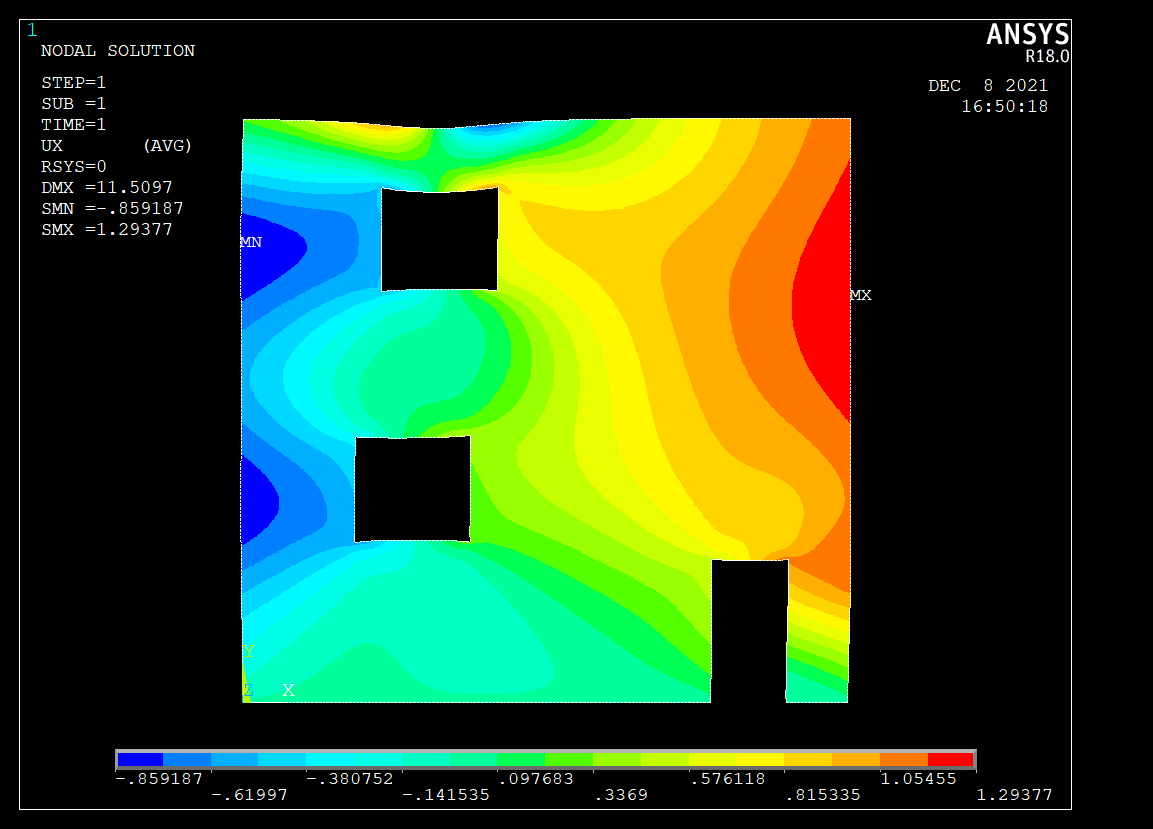 1
ANSYS
R18.0
NODAL SOLUTION
STEP=1
SUB =1
TIME=1
UX (AVG)
RSYS=0
DMX =11.5097
SMN =-.859187
SMX =1.29377
DEC 8 2021
16:50:18
MN
MX
Y
Z X
-.859187 -.380752 .097683 .576118 1.05455
-.61997 -.141535 .3369 .815335 1.29377